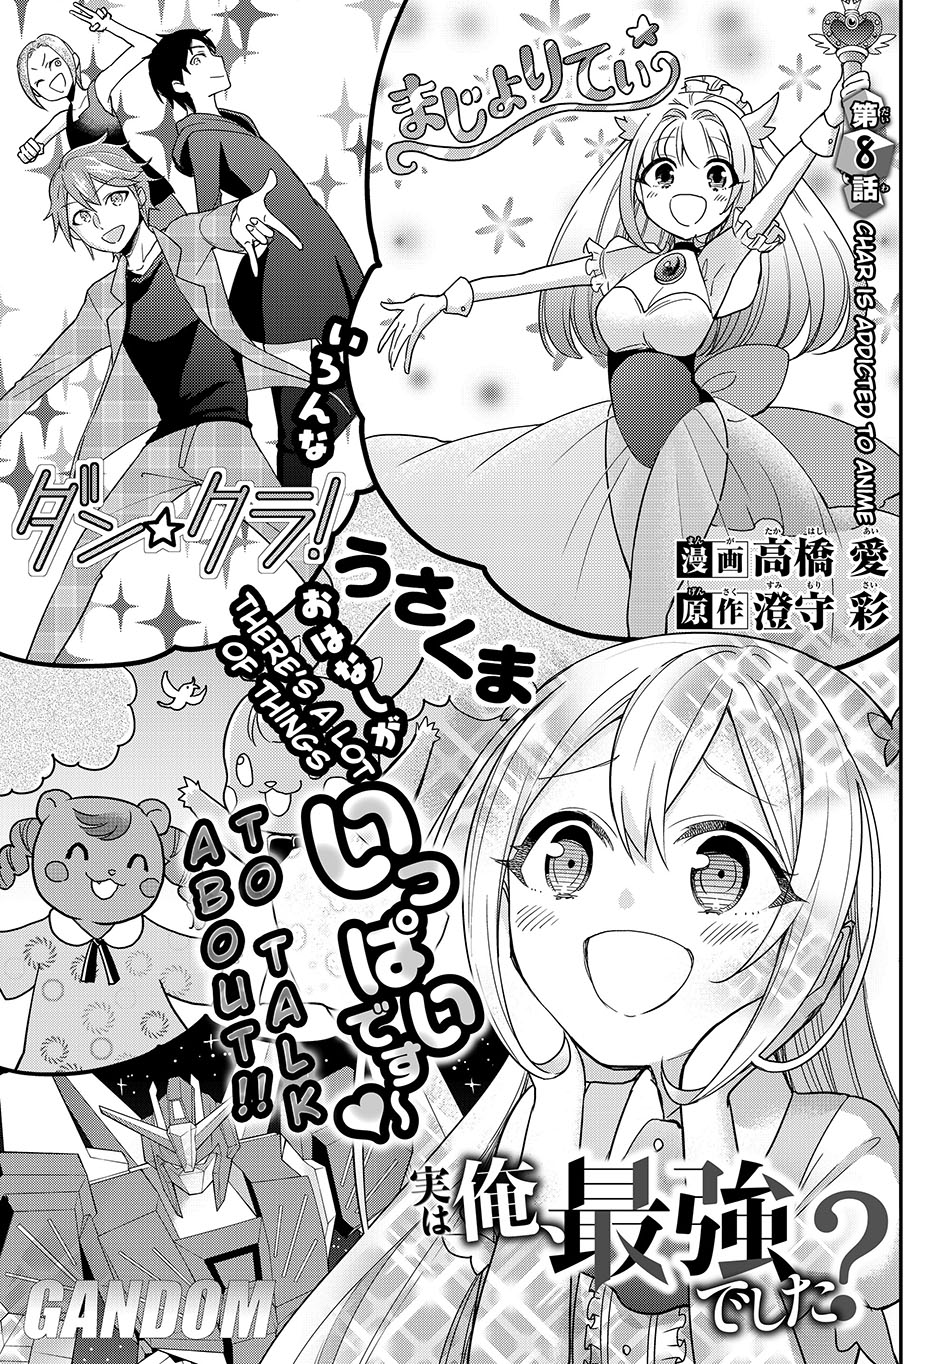 第8話
CHAR IS ADDICTED TO ANIME
まじょりてぃ
漫画 高橋 愛
原作 澄守 彩
ダン☆クラ!
うさくま
いろんな
おはなしが
いっぱい
です〜♡
THERE'S A LOT
OF THINGS
TO TALK
ABOUT!!
GANDOM
実は俺、最強
でした?